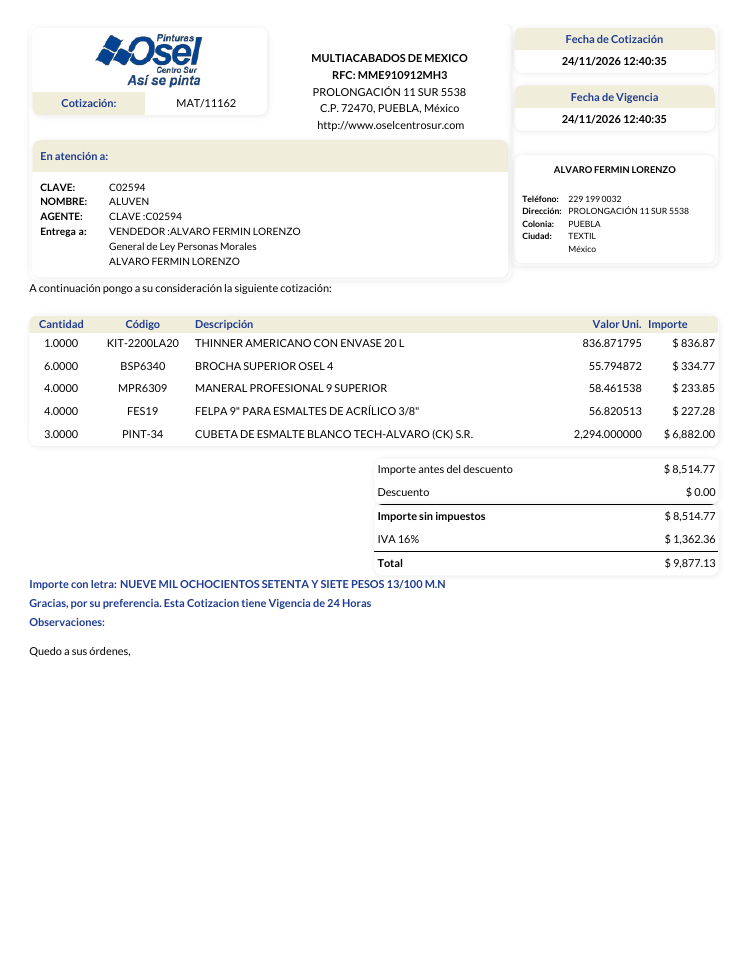 Pinturas
Osel
Centro Sur
Así se pinta
Cotización: MAT/11162
MULTIACABADOS DE MEXICO
RFC: MME910912MH3
PROLONGACIÓN 11 SUR 5538
C.P. 72470, PUEBLA, México
http://www.oselcentrosur.com
Fecha de Cotización
24/11/2026 12:40:35
Fecha de Vigencia
24/11/2026 12:40:35
En atención a:
CLAVE: C02594
NOMBRE: ALUVEN
AGENTE: CLAVE :C02594
Entrega a: VENDEDOR :ALVARO FERMIN LORENZO
General de Ley Personas Morales
ALVARO FERMIN LORENZO
ALVARO FERMIN LORENZO
Teléfono: 229 199 0032
Dirección: PROLONGACIÓN 11 SUR 5538
Colonia: PUEBLA
Ciudad: TEXTIL
México
A continuación pongo a su consideración la siguiente cotización:
Cantidad Código Descripción Valor Uni. Importe
1.0000 KIT-2200LA20 THINNER AMERICANO CON ENVASE 20 L 836.871795 $ 836.87
6.0000 BSP6340 BROCHA SUPERIOR OSEL 4 55.794872 $ 334.77
4.0000 MPR6309 MANERAL PROFESIONAL 9 SUPERIOR 58.461538 $ 233.85
4.0000 FES19 FELPA 9" PARA ESMALTES DE ACRÍLICO 3/8" 56.820513 $ 227.28
3.0000 PINT-34 CUBETA DE ESMALTE BLANCO TECH-ALVARO (CK) S.R. 2,294.000000 $ 6,882.00
Importe antes del descuento $ 8,514.77
Descuento $ 0.00
Importe sin impuestos $ 8,514.77
IVA 16% $ 1,362.36
Total $ 9,877.13
Importe con letra: NUEVE MIL OCHOCIENTOS SETENTA Y SIETE PESOS 13/100 M.N
Gracias, por su preferencia. Esta Cotizacion tiene Vigencia de 24 Horas
Observaciones:
Quedo a sus órdenes,